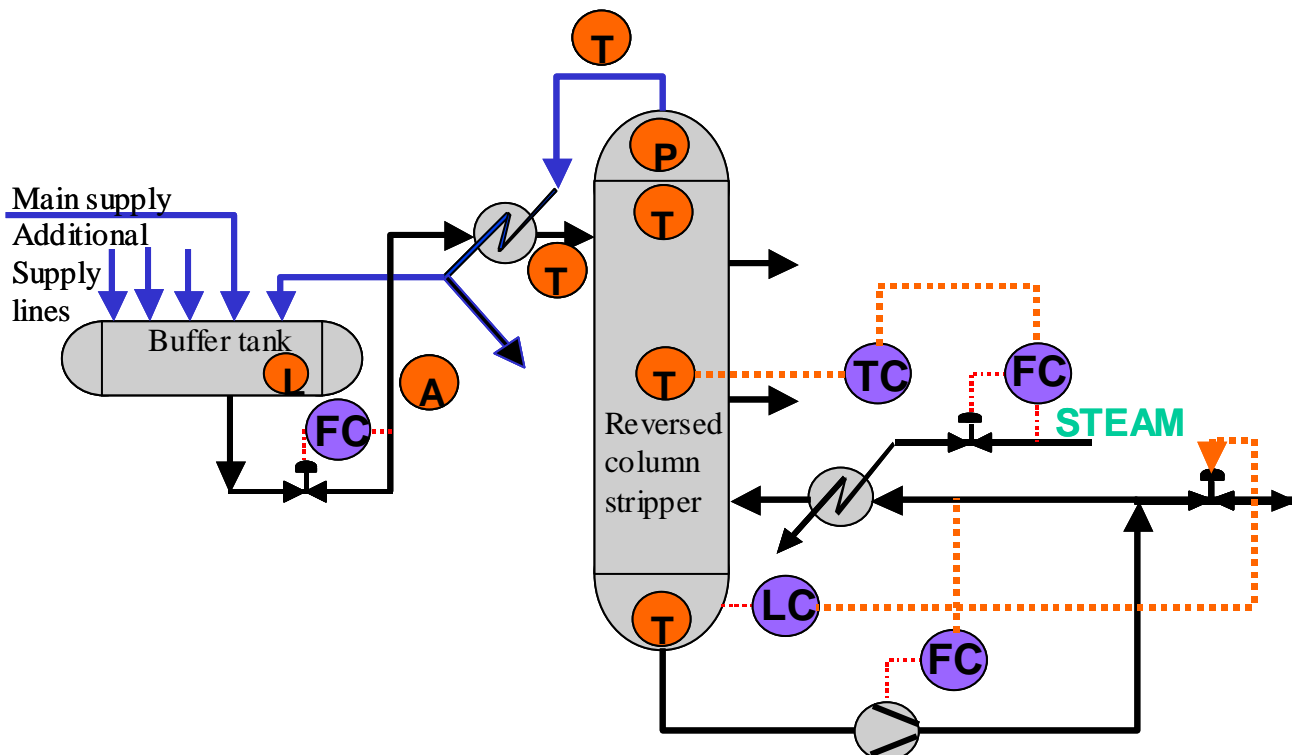 T
P
Main supply
T
Additional
Supply
T
lines
Buffer tank
L
A
T
TC
FC
FC
Reversed
STEAM
column
stripper
LC
T
FC